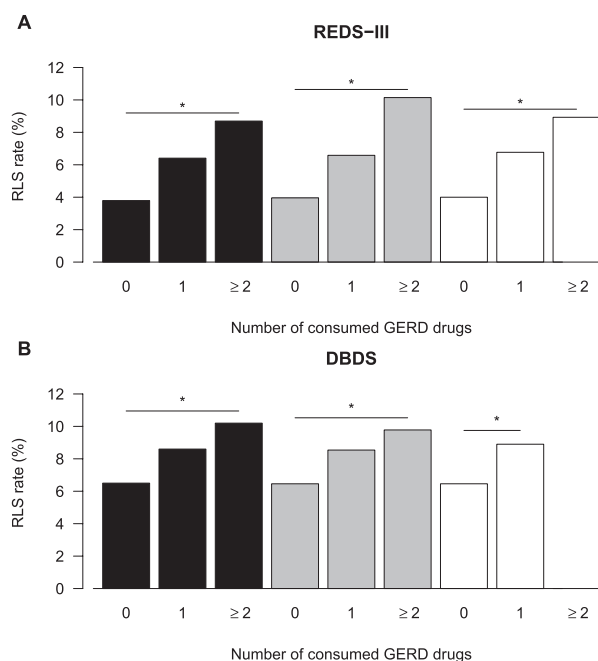 A
REDS−III
RLS rate (%)
12
10
8
6
4
2
0
*
*
*
0 1 ≥ 2 0 1 ≥ 2 0 1 ≥ 2
Number of consumed GERD drugs
B
DBDS
RLS rate (%)
12
10
8
6
4
2
0
*
*
*
0 1 ≥ 2 0 1 ≥ 2 0 1 ≥ 2
Number of consumed GERD drugs